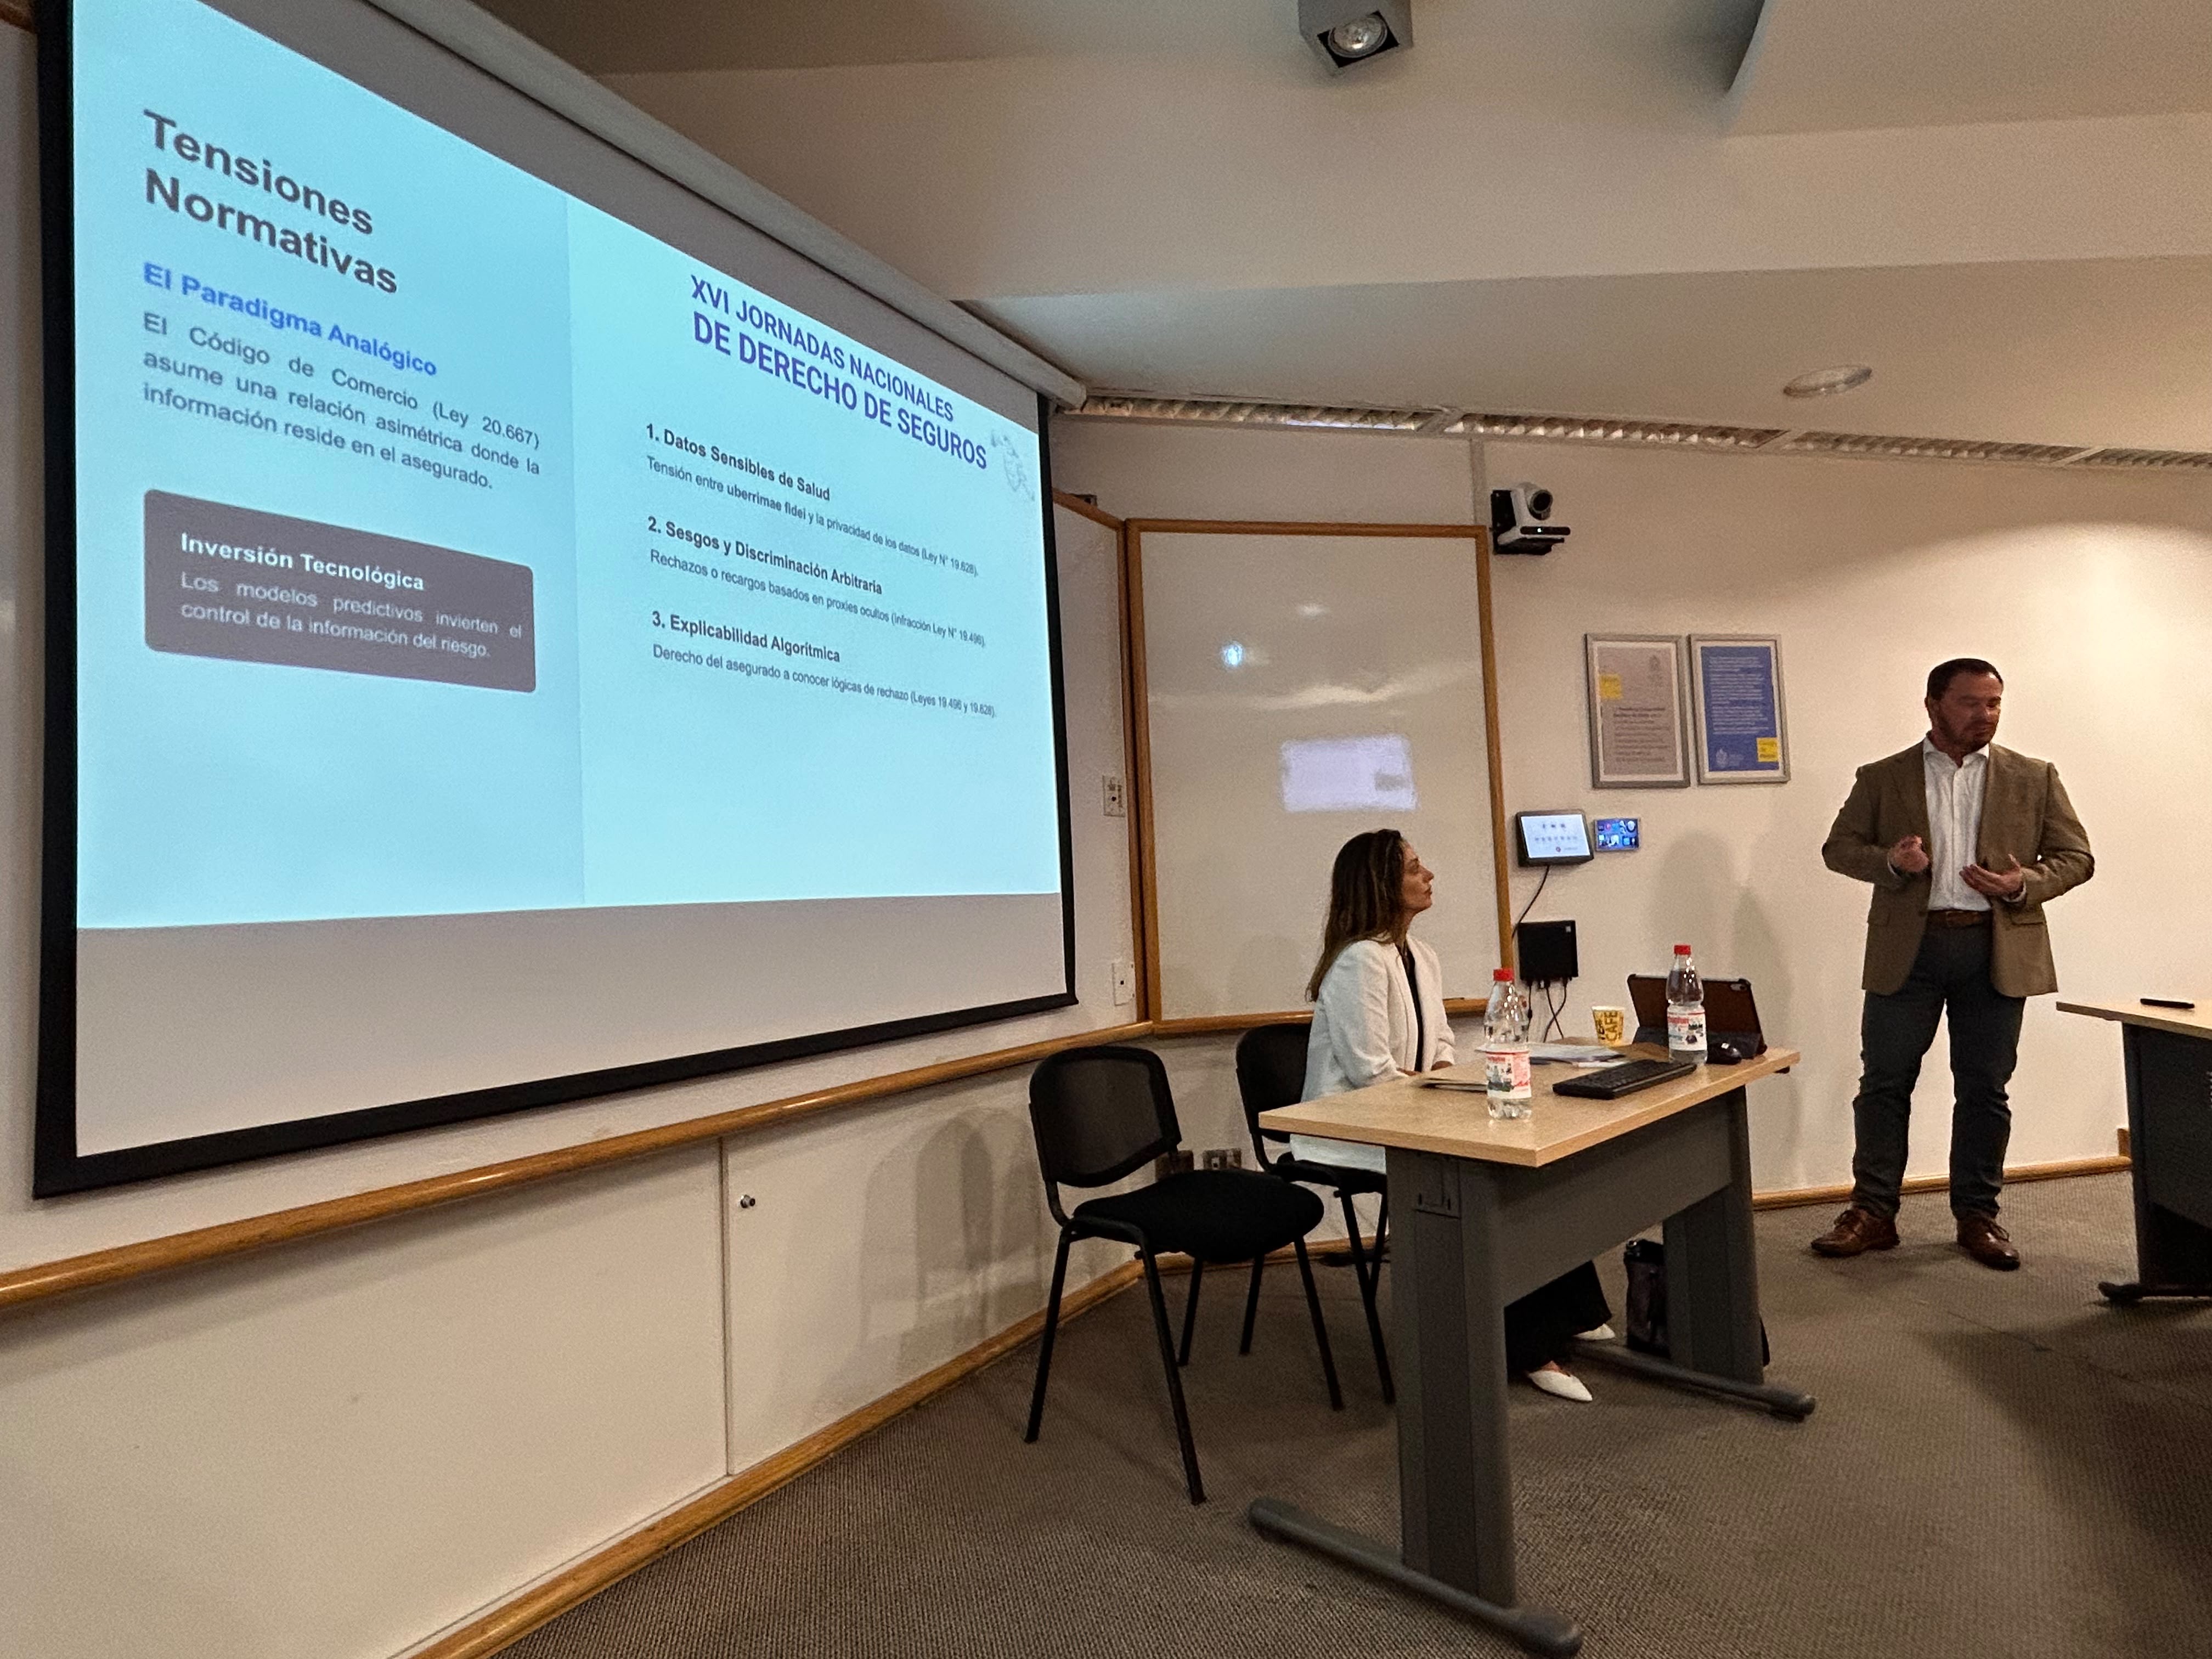 Tensiones
Normativas
El Paradigma Analógico
El Código de Comercio (Ley 20.667)
asume una relación asimétrica donde la
información reside en el asegurado.
Inversión Tecnológica
Los modelos predictivos invierten el
control de la información del riesgo.
XVI JORNADAS NACIONALES
DE DERECHO DE SEGUROS
1. Datos Sensibles de Salud
Tensión entre uberrimae fidei y la privacidad de los datos (Ley N° 19.628).
2. Sesgos y Discriminación Arbitraria
Rechazos o recargos basados en proxies ocultos (Infracción Ley N° 19.496).
3. Explicabilidad Algorítmica
Derecho del asegurado a conocer lógicas de rechazo (Leyes 19.496 y 19.628).
CAFÉ